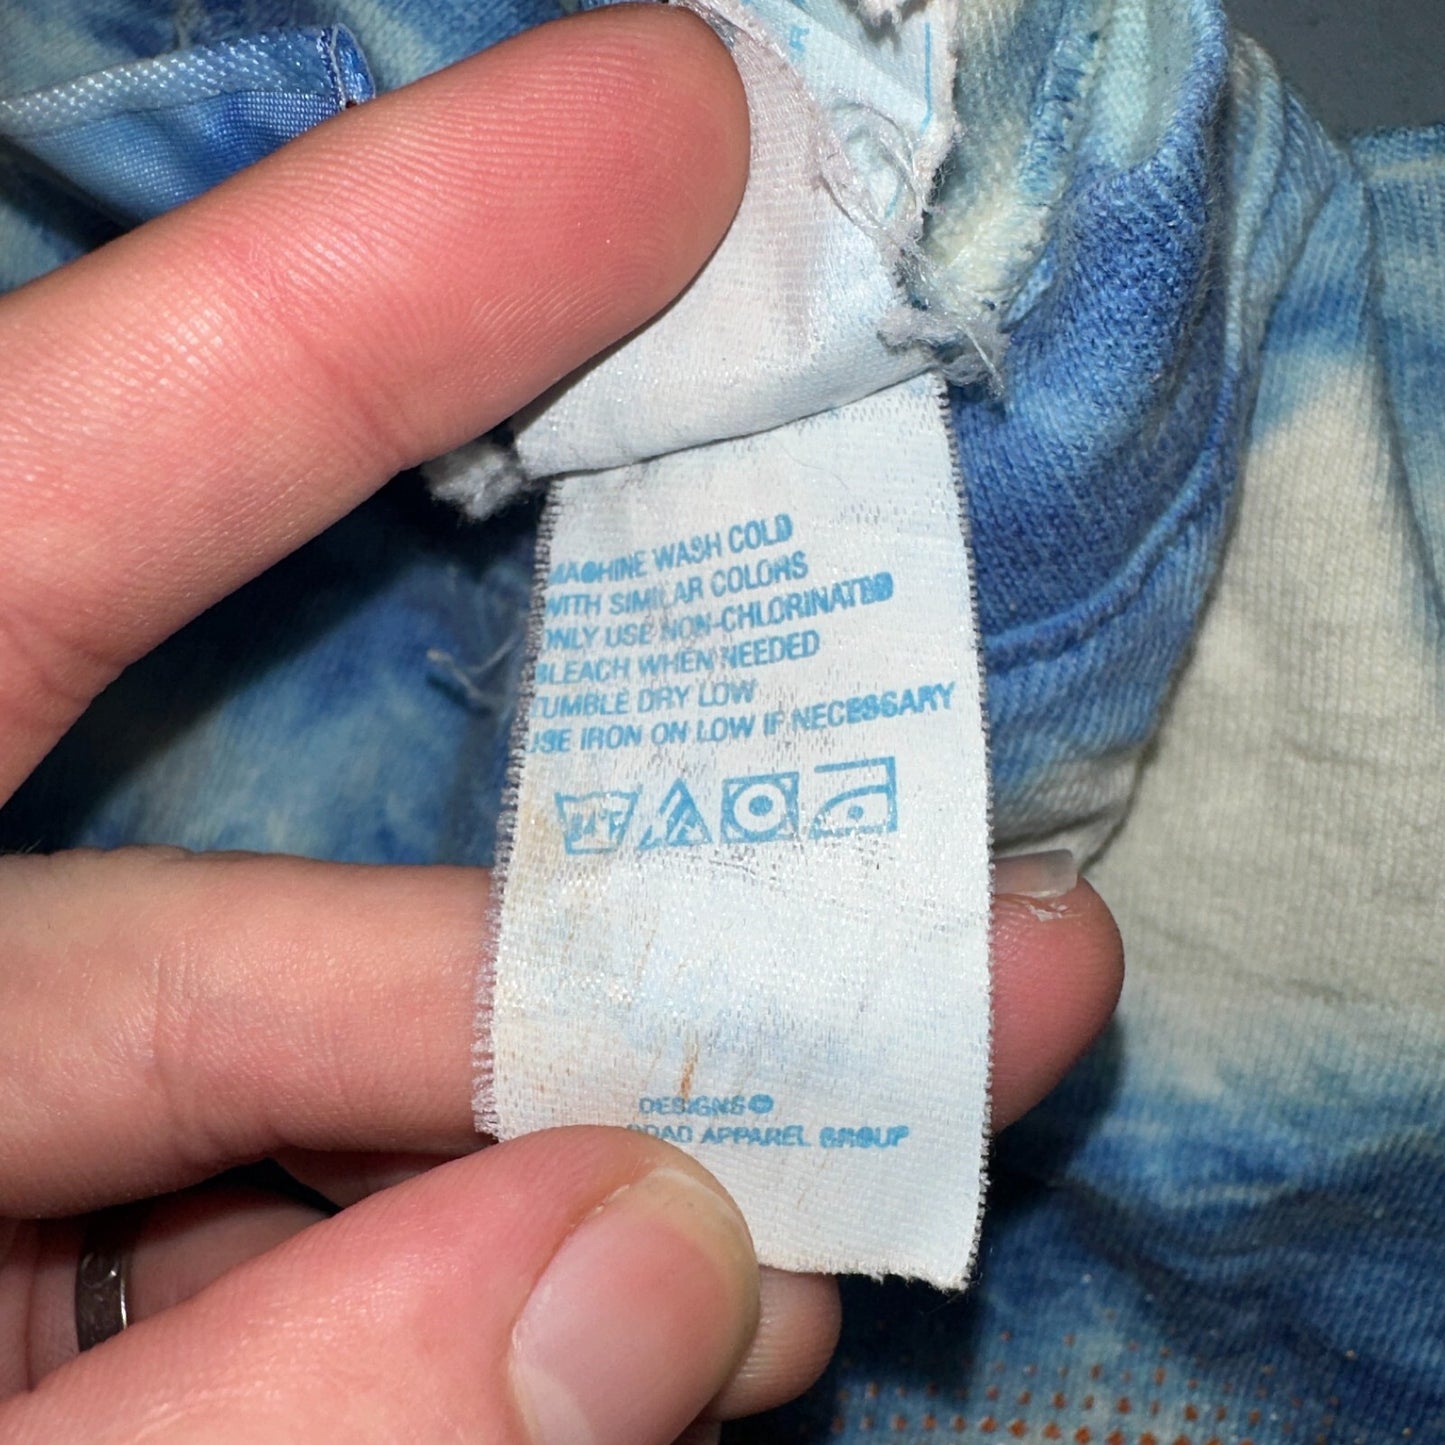 MACHINE WASH COLD
WITH SIMILAR COLORS
ONLY USE NON-CHLORINATED
BLEACH WHEN NEEDED
TUMBLE DRY LOW
USE IRON ON LOW IF NECESSARY
DESIGNS©
APPAREL GROUP